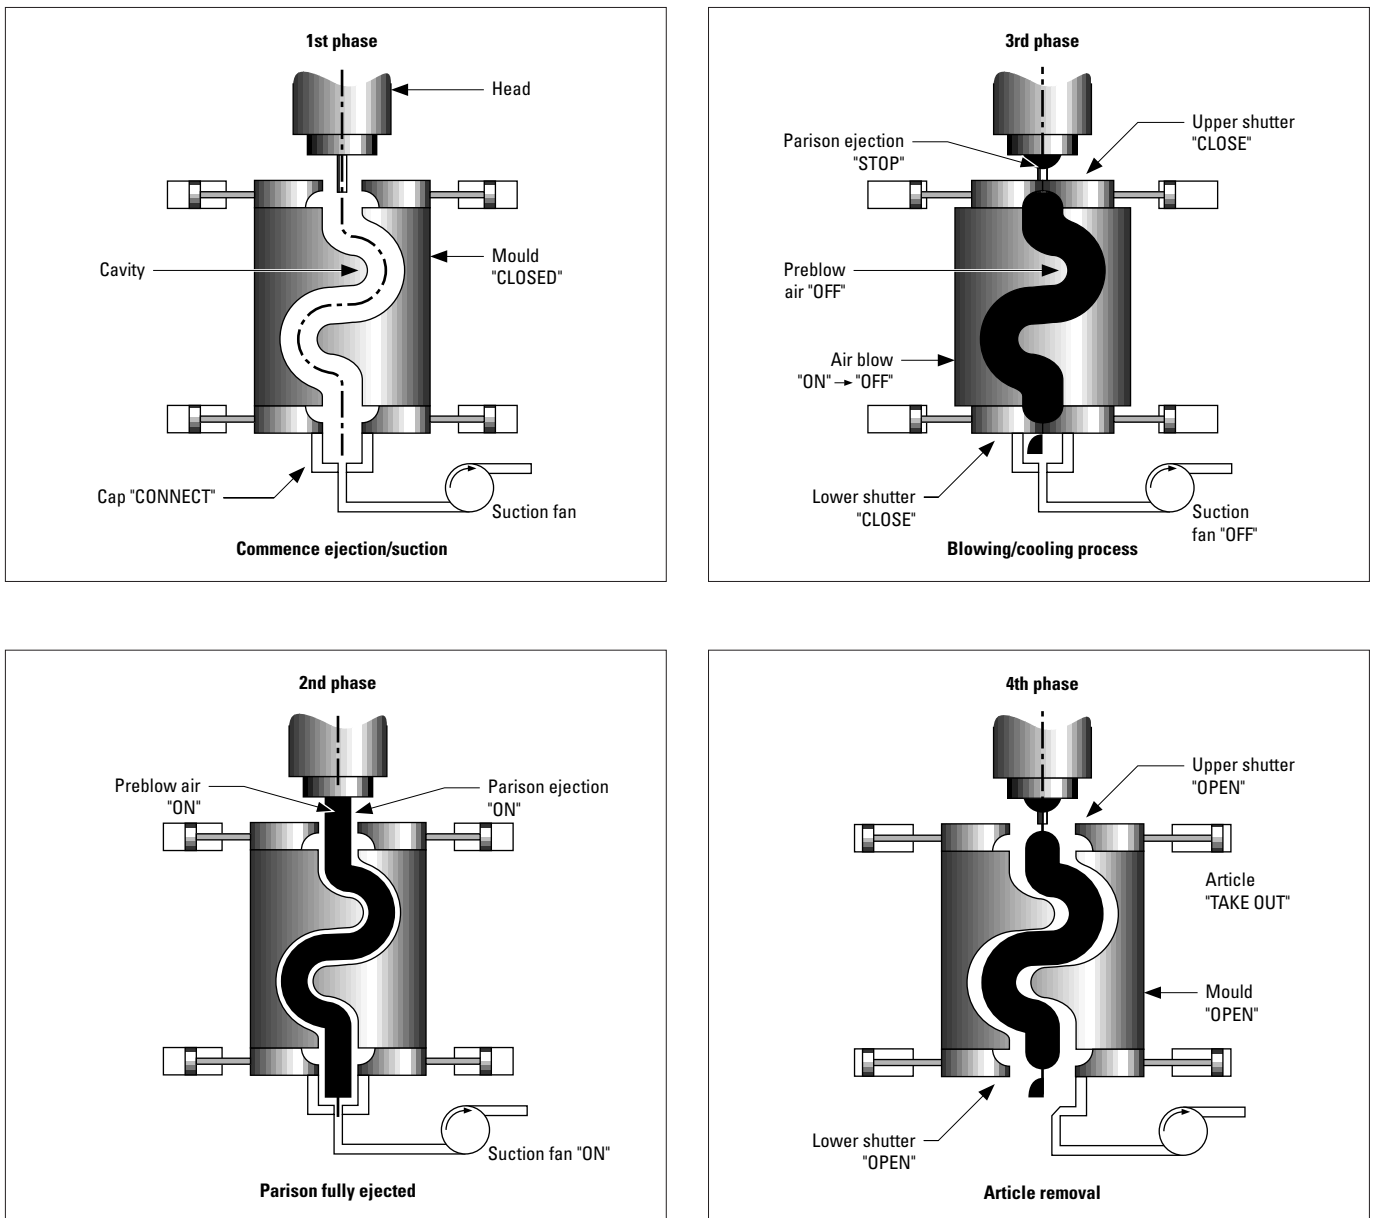 1st phase
Head
Cavity
Mould
"CLOSED"
Cap "CONNECT"
Suction fan
Commence ejection/suction
3rd phase
Parison ejection
"STOP"
Upper shutter
"CLOSE"
Preblow
air "OFF"
Air blow
"ON" → "OFF"
Lower shutter
"CLOSE"
Suction
fan "OFF"
Blowing/cooling process
2nd phase
Preblow air
"ON"
Parison ejection
"ON"
Suction fan "ON"
Parison fully ejected
4th phase
Upper shutter
"OPEN"
Article
"TAKE OUT"
Mould
"OPEN"
Lower shutter
"OPEN"
Article removal